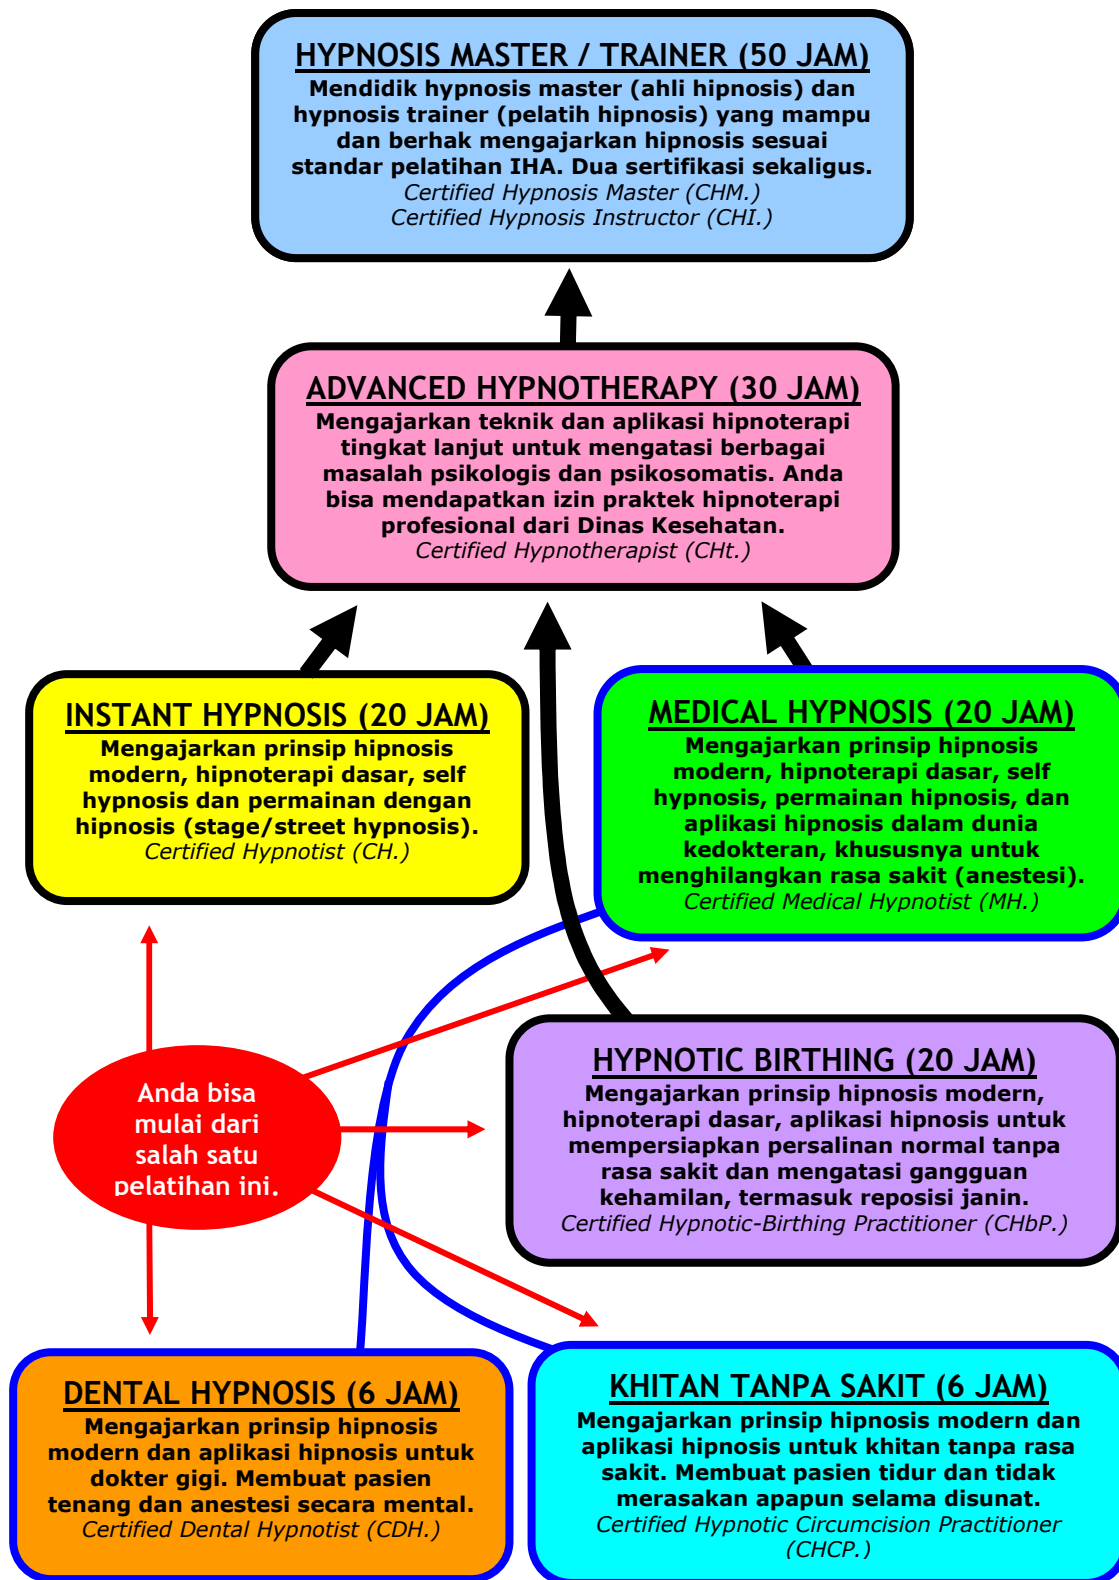 HYPNOSIS MASTER / TRAINER (50 JAM)
Mendidik hypnosis master (ahli hipnosis) dan
hypnosis trainer (pelatih hipnosis) yang mampu
dan berhak mengajarkan hipnosis sesuai
standar pelatihan IHA. Dua sertifikasi sekaligus.
Certified Hypnosis Master (CHM.)
Certified Hypnosis Instructor (CHI.)
ADVANCED HYPNOTHERAPY (30 JAM)
Mengajarkan teknik dan aplikasi hipnoterapi
tingkat lanjut untuk mengatasi berbagai
masalah psikologis dan psikosomatis. Anda
bisa mendapatkan izin praktek hipnoterapi
profesional dari Dinas Kesehatan.
Certified Hypnotherapist (CHt.)
INSTANT HYPNOSIS (20 JAM)
Mengajarkan prinsip hipnosis
modern, hipnoterapi dasar, self
hypnosis dan permainan dengan
hipnosis (stage/street hypnosis).
Certified Hypnotist (CH.)
MEDICAL HYPNOSIS (20 JAM)
Mengajarkan prinsip hipnosis
modern, hipnoterapi dasar, self
hypnosis, permainan hipnosis, dan
aplikasi hipnosis dalam dunia
kedokteran, khususnya untuk
menghilangkan rasa sakit (anestesi).
Certified Medical Hypnotist (MH.)
Anda bisa
mulai dari
salah satu
pelatihan ini.
HYPNOTIC BIRTHING (20 JAM)
Mengajarkan prinsip hipnosis modern,
hipnoterapi dasar, aplikasi hipnosis untuk
mempersiapkan persalinan normal tanpa
rasa sakit dan mengatasi gangguan
kehamilan, termasuk reposisi janin.
Certified Hypnotic-Birthing Practitioner (CHbP.)
DENTAL HYPNOSIS (6 JAM)
Mengajarkan prinsip hipnosis
modern dan aplikasi hipnosis untuk
dokter gigi. Membuat pasien
tenang dan anestesi secara mental.
Certified Dental Hypnotist (CDH.)
KHITAN TANPA SAKIT (6 JAM)
Mengajarkan prinsip hipnosis modern dan
aplikasi hipnosis untuk khitan tanpa rasa
sakit. Membuat pasien tidur dan tidak
merasakan apapun selama disunat.
Certified Hypnotic Circumcision Practitioner
(CHCP.)